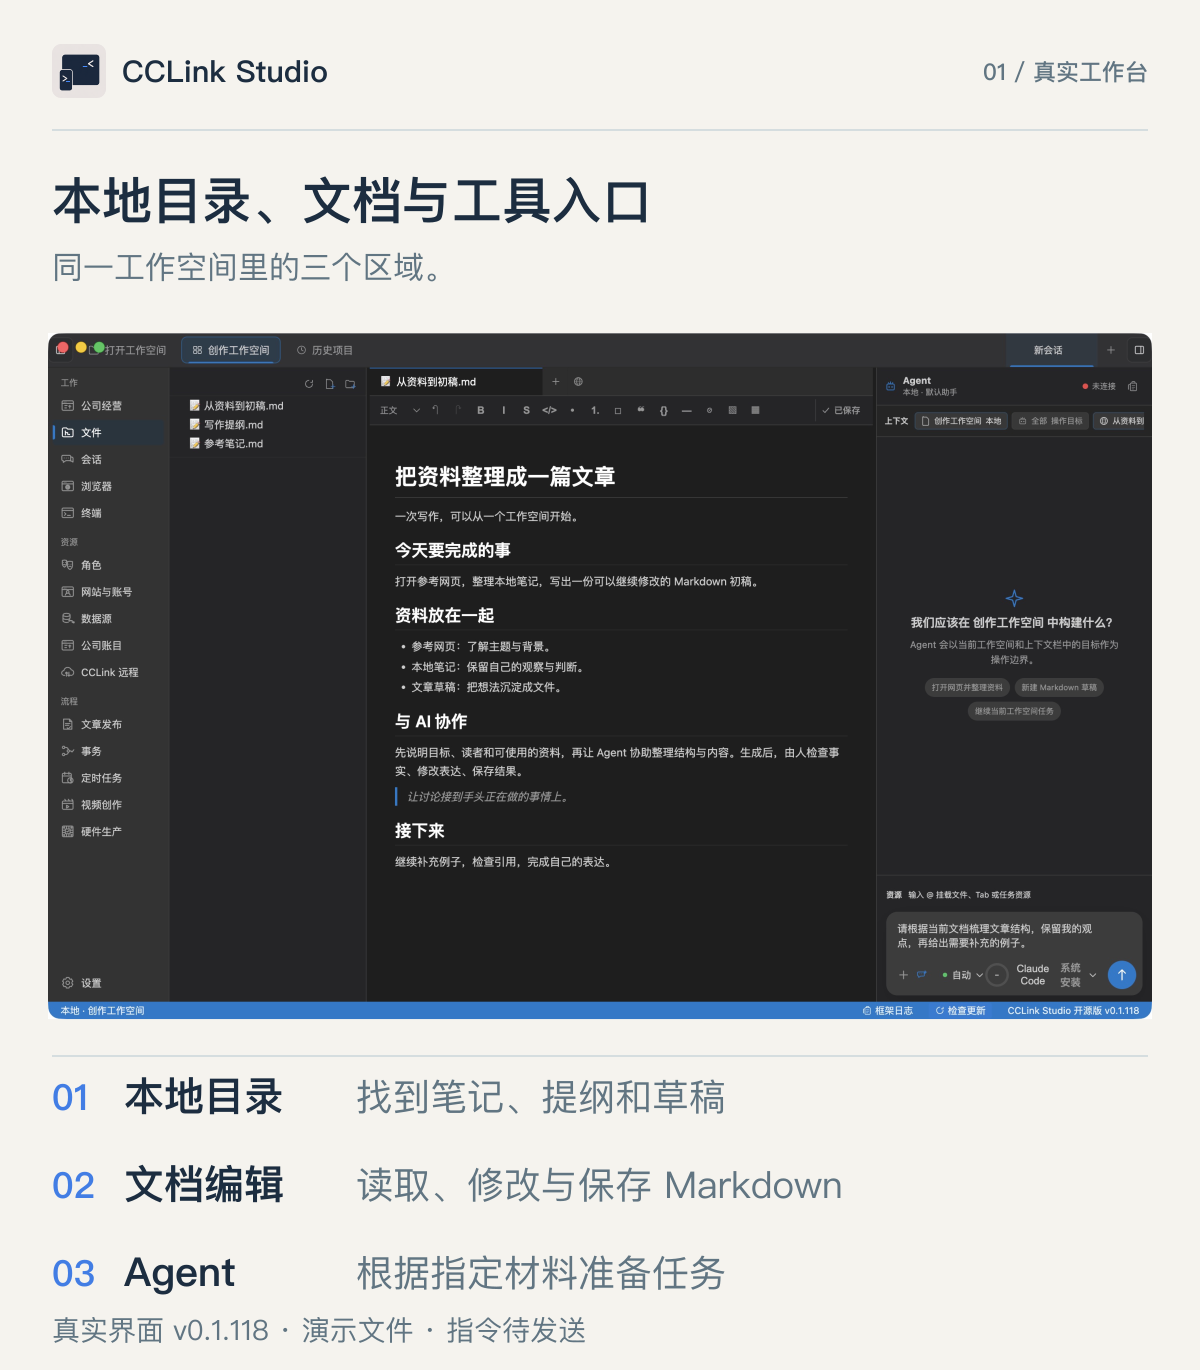 CCLink Studio
01 / 真实工作台
本地目录、文档与工具入口
同一工作空间里的三个区域。
打开工作空间
创作工作空间
历史项目
新会话
工作
公司经营
文件
会话
浏览器
终端
资源
角色
网站与账号
数据源
公司账目
CCLink 远程
流程
文章发布
事务
定时任务
视频创作
硬件生产
设置
从资料到初稿.md
写作提纲.md
参考笔记.md
从资料到初稿.md
正文
B I S </> • 1. ❝ {} —
已保存
把资料整理成一篇文章
一次写作，可以从一个工作空间开始。
今天要完成的事
打开参考网页，整理本地笔记，写出一份可以继续修改的 Markdown 初稿。
资料放在一起
• 参考网页：了解主题与背景。
• 本地笔记：保留自己的观察与判断。
• 文章草稿：把想法沉淀成文件。
与 AI 协作
先说明目标、读者和可使用的资料，再让 Agent 协助整理结构与内容。生成后，由人检查事
实、修改表达、保存结果。
让讨论接到手头正在做的事情上。
接下来
继续补充例子，检查引用，完成自己的表达。
Agent
本地 · 默认助手
未连接
上下文
创作工作空间 本地
全部 操作目标
从资料到
我们应该在 创作工作空间 中构建什么？
Agent 会以当前工作空间和上下文栏中的目标作为
操作边界。
打开网页并整理资料
新建 Markdown 草稿
继续当前工作空间任务
资源 输入 @ 挂载文件、Tab 或任务资源
请根据当前文档梳理文章结构，保留我的观
点，再给出需要补充的例子。
自动
Claude
Code
系统
安装
本地 · 创作工作空间
框架日志
检查更新
CCLink Studio 开源版 v0.1.118
01 本地目录 找到笔记、提纲和草稿
02 文档编辑 读取、修改与保存 Markdown
03 Agent 根据指定材料准备任务
真实界面 v0.1.118 · 演示文件 · 指令待发送